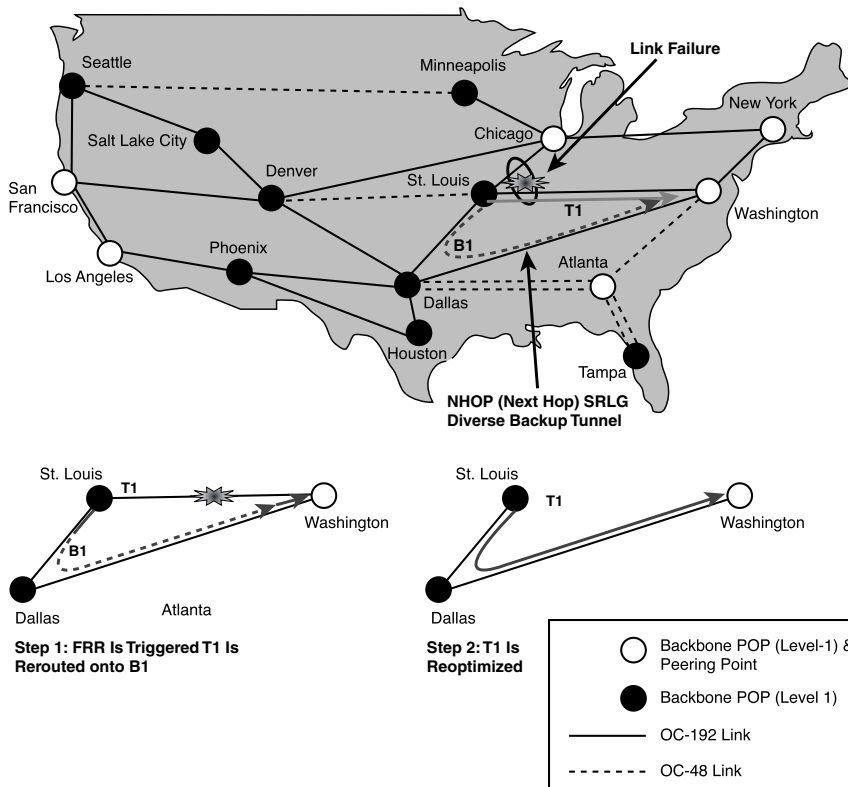 Link Failure
Seattle
Minneapolis
New York
Chicago
Salt Lake City
Denver
St. Louis
San
Francisco
T1
Washington
B1
Phoenix
Atlanta
Los Angeles
Dallas
Houston
Tampa
NHOP (Next Hop) SRLG
Diverse Backup Tunnel
St. Louis
T1
Washington
B1
Dallas
Atlanta
Step 1: FRR Is Triggered T1 Is
Rerouted onto B1
St. Louis
T1
Washington
Dallas
Step 2: T1 Is
Reoptimized
Backbone POP (Level-1) &
Peering Point
Backbone POP (Level 1)
OC-192 Link
OC-48 Link